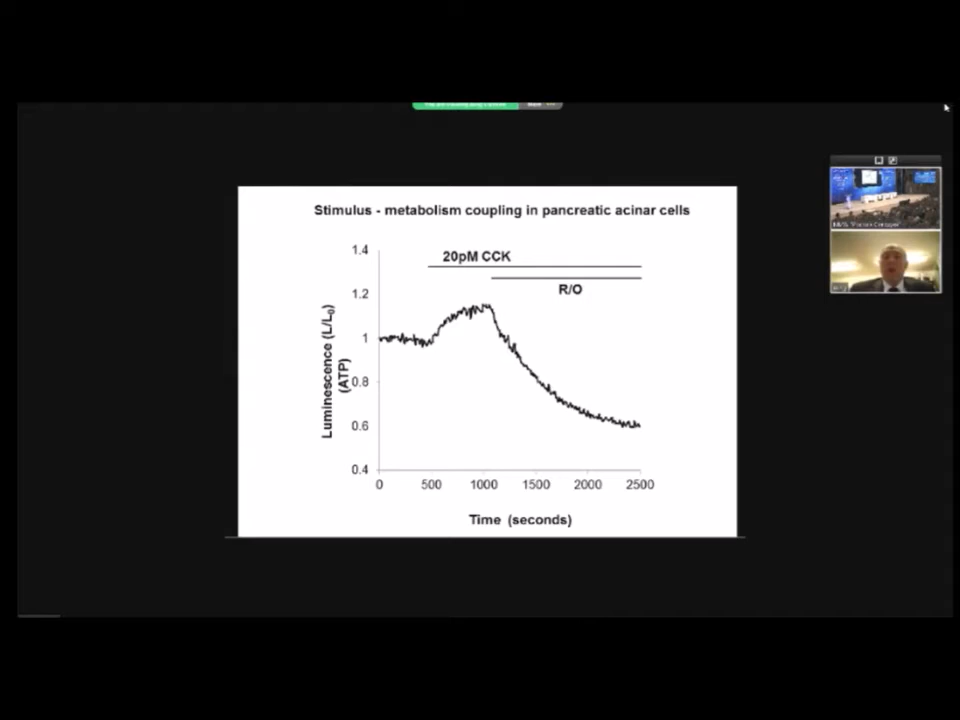 Stimulus - metabolism coupling in pancreatic acinar cells
20pM CCK
R/O
1.4
1.2
1
0.8
0.6
0.4
Luminescence (L/L₀)
(ATP)
0 500 1000 1500 2000 2500
Time (seconds)